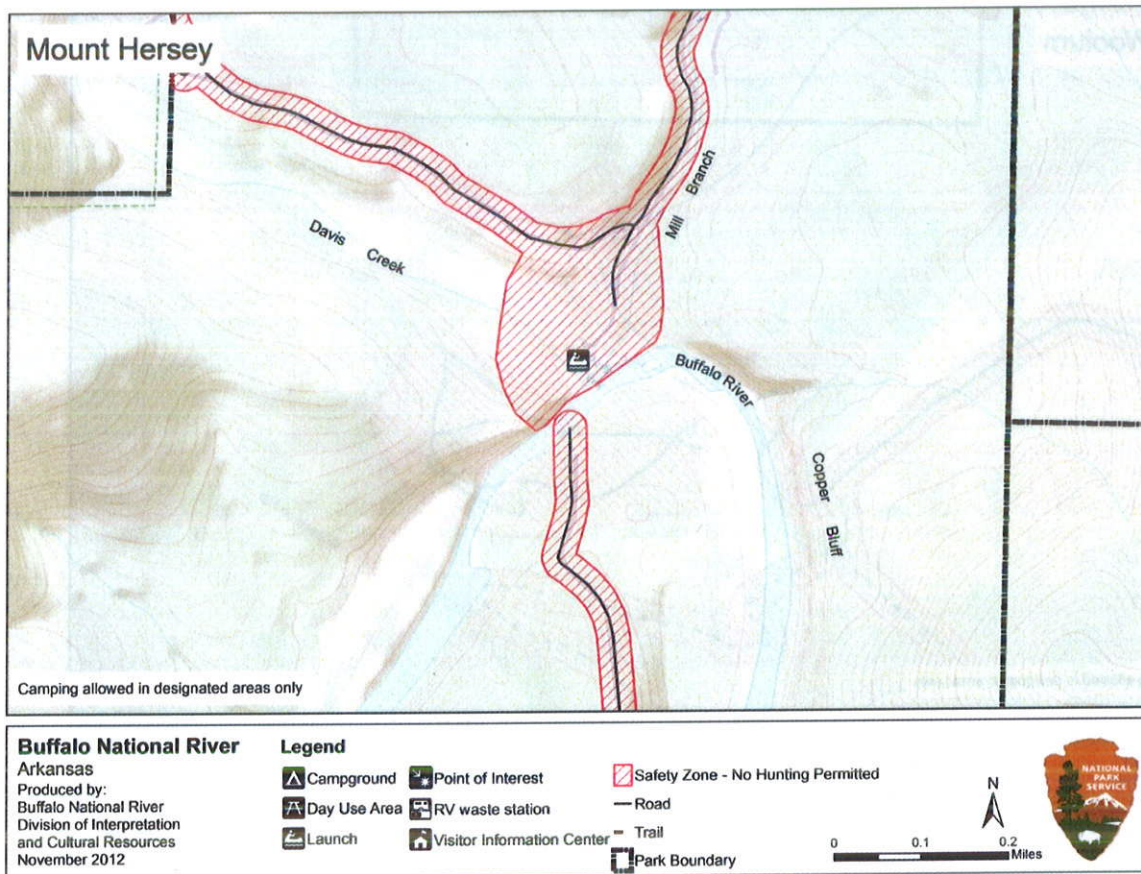 Mount Hersey
Mill Branch
Davis Creek
Buffalo River
Copper Bluff
Camping allowed in designated areas only
Buffalo National River
Arkansas
Produced by:
Buffalo National River
Division of Interpretation
and Cultural Resources
November 2012
Legend
Campground
Day Use Area
Launch
Point of Interest
RV waste station
Visitor Information Center
Safety Zone - No Hunting Permitted
Road
Trail
Park Boundary
N
0 0.1 0.2
Miles
NATIONAL
PARK
SERVICE